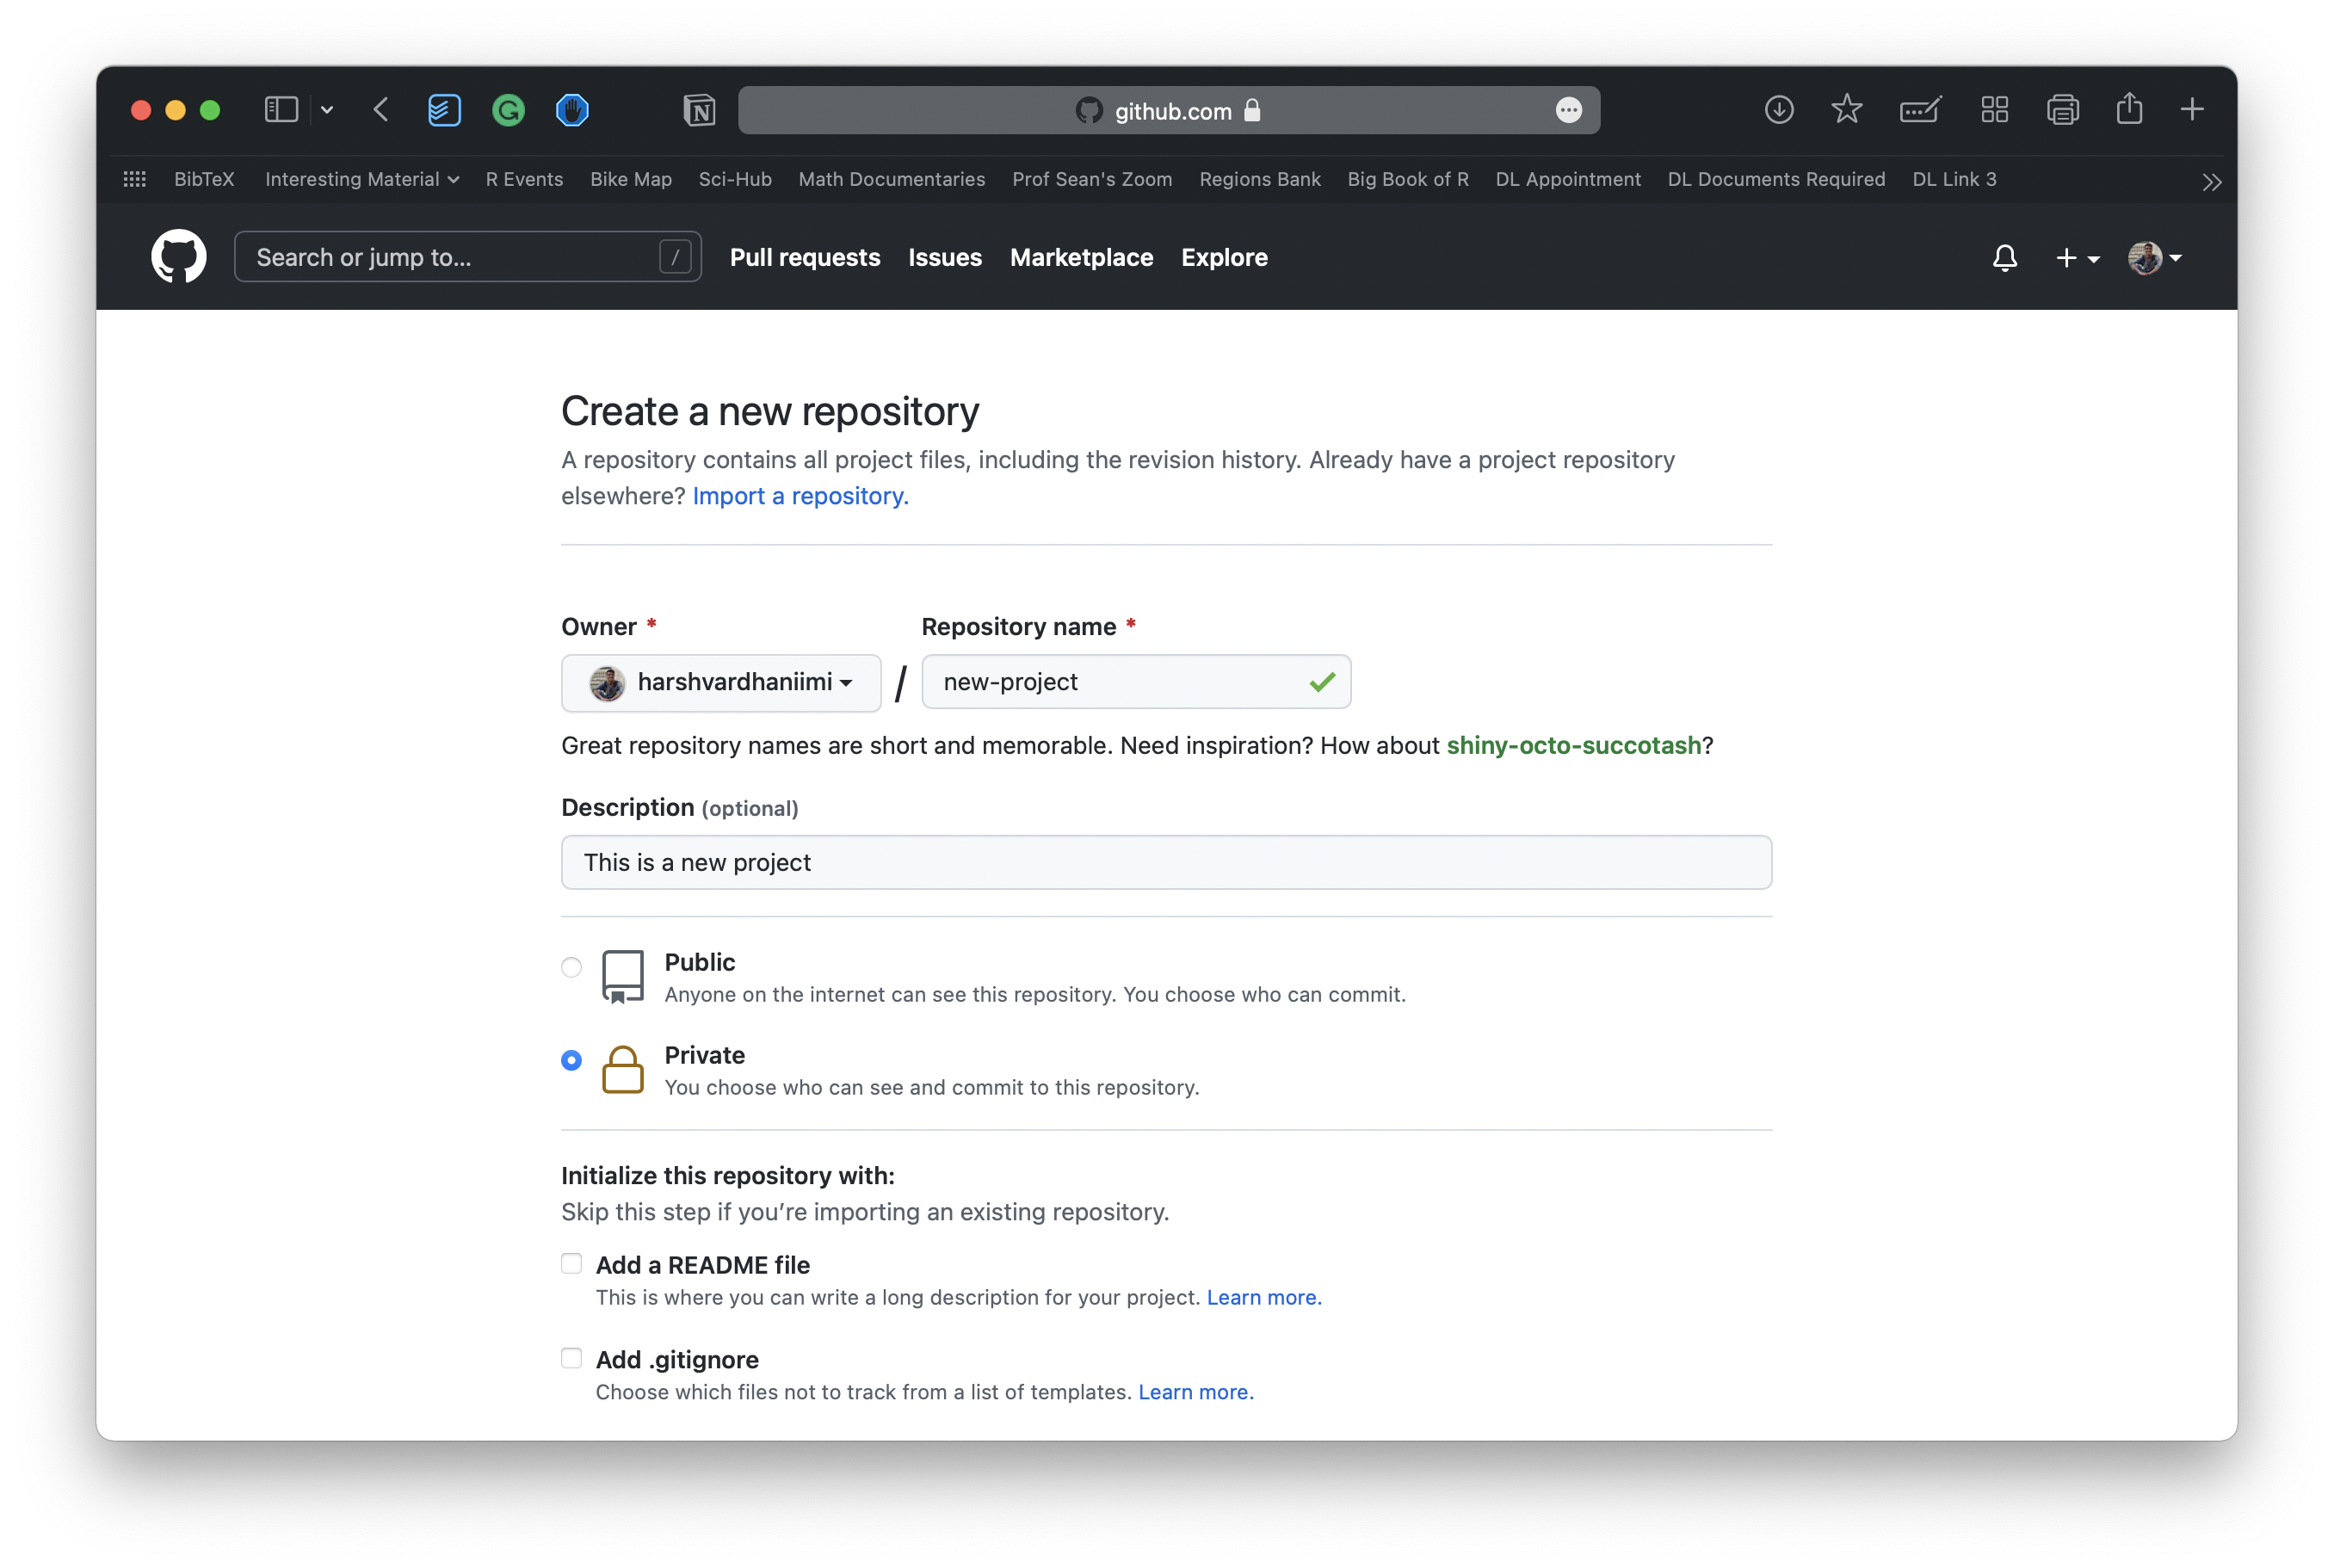 github.com
BibTeX Interesting Material R Events Bike Map Sci-Hub Math Documentaries Prof Sean's Zoom Regions Bank Big Book of R DL Appointment DL Documents Required DL Link 3
Search or jump to... / Pull requests Issues Marketplace Explore
Create a new repository
A repository contains all project files, including the revision history. Already have a project repository
elsewhere? Import a repository.
Owner * Repository name *
harshvardhaniimi / new-project
Great repository names are short and memorable. Need inspiration? How about shiny-octo-succotash?
Description (optional)
This is a new project
Public
Anyone on the internet can see this repository. You choose who can commit.
Private
You choose who can see and commit to this repository.
Initialize this repository with:
Skip this step if you’re importing an existing repository.
Add a README file
This is where you can write a long description for your project. Learn more.
Add .gitignore
Choose which files not to track from a list of templates. Learn more.